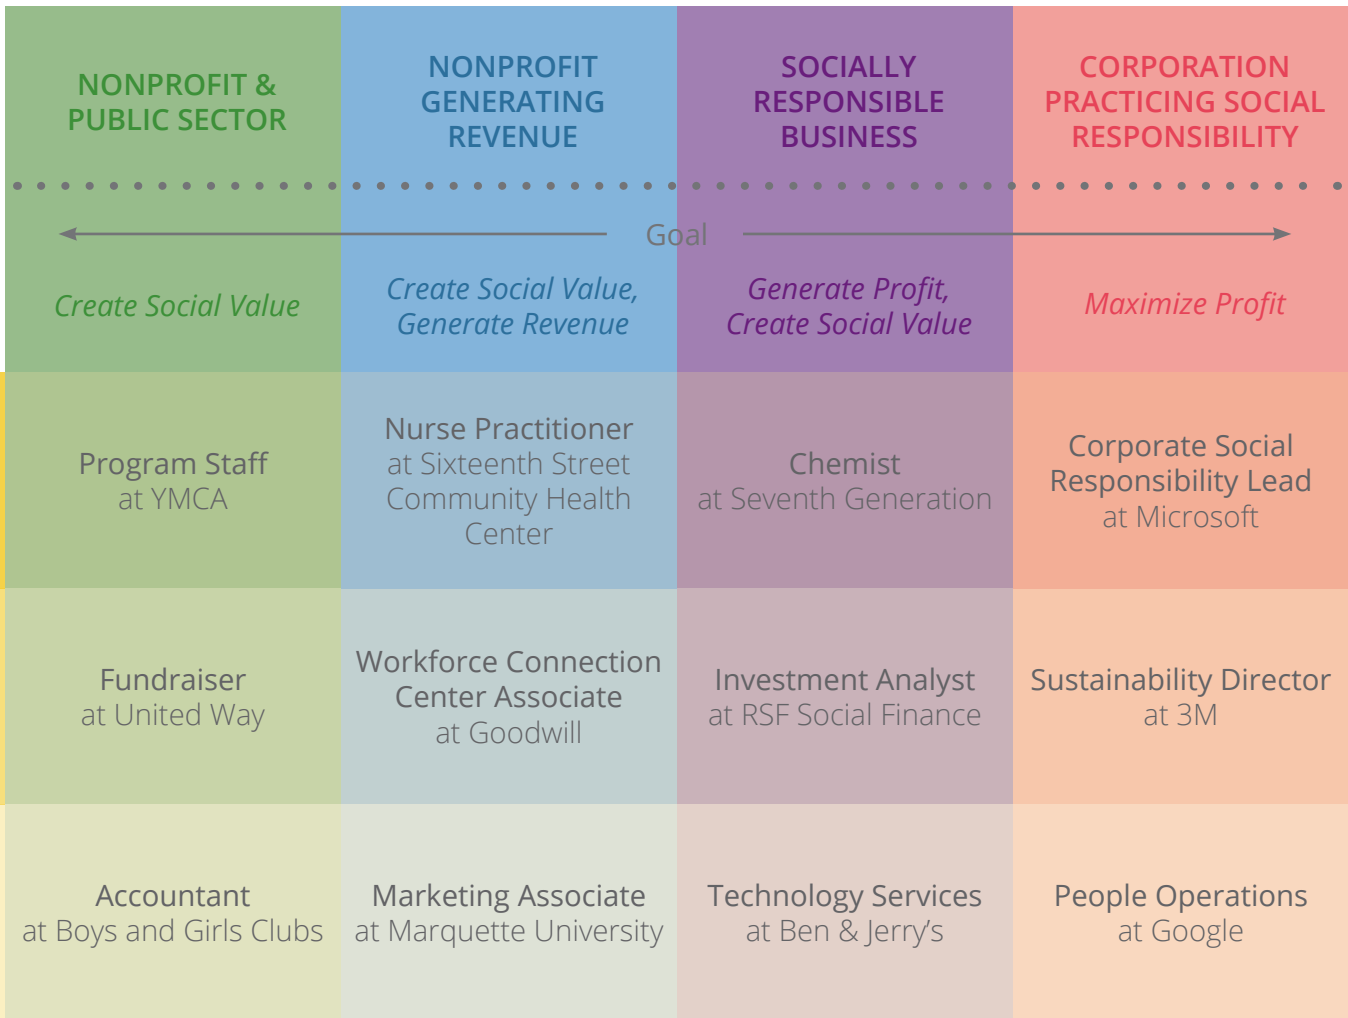 NONPROFIT &
PUBLIC SECTOR
NONPROFIT
GENERATING
REVENUE
SOCIALLY
RESPONSIBLE
BUSINESS
CORPORATION
PRACTICING SOCIAL
RESPONSIBILITY
Goal
Create Social Value
Create Social Value,
Generate Revenue
Generate Profit,
Create Social Value
Maximize Profit
Program Staff
at YMCA
Nurse Practitioner
at Sixteenth Street
Community Health
Center
Chemist
at Seventh Generation
Corporate Social
Responsibility Lead
at Microsoft
Fundraiser
at United Way
Workforce Connection
Center Associate
at Goodwill
Investment Analyst
at RSF Social Finance
Sustainability Director
at 3M
Accountant
at Boys and Girls Clubs
Marketing Associate
at Marquette University
Technology Services
at Ben & Jerry’s
People Operations
at Google